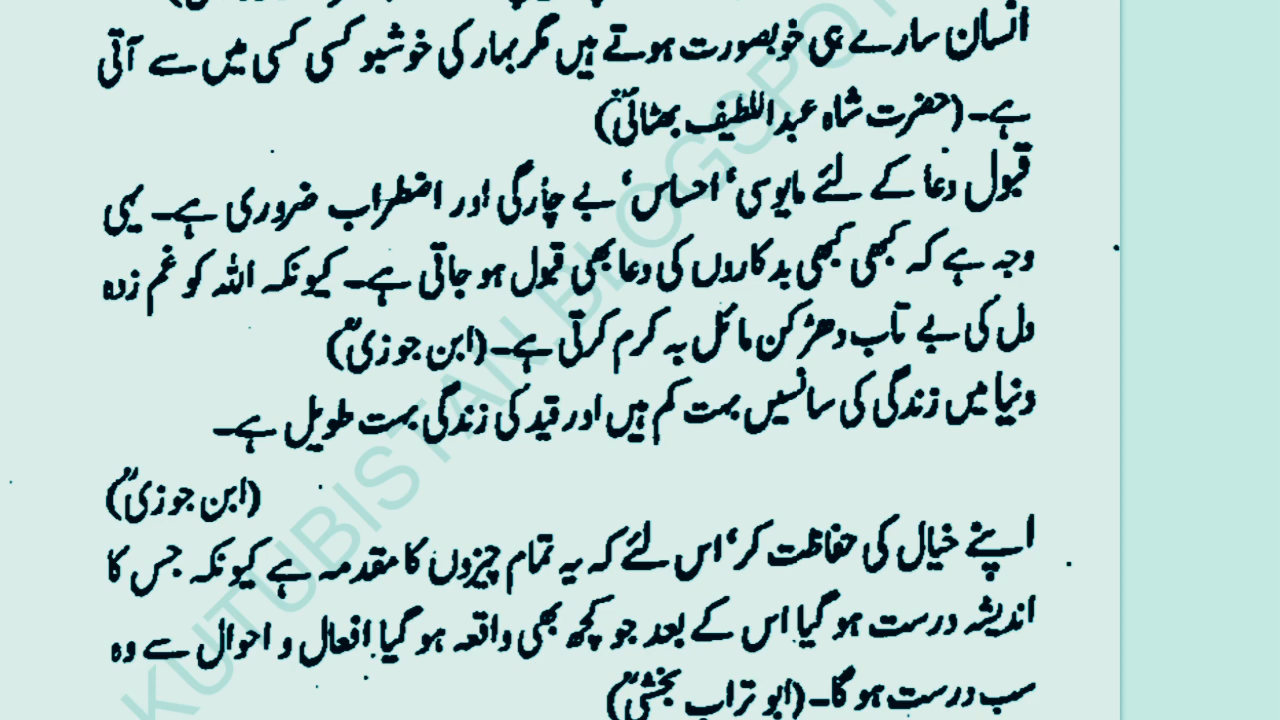 انسان سارے ہی خوبصورت ہوتے ہیں مگر بہار کی خوشبو کسی کسی میں سے آتی
ہے۔ (حضرت شاہ عبداللطیف بھٹائیؒ)
قبول دعا کے لئے مایوسی‘ احساس‘ بے چارگی اور اضطراب ضروری ہے۔ یہی
وجہ ہے کہ کبھی کبھی بدکاروں کی دعا بھی قبول ہو جاتی ہے۔ کیونکہ اللہ کو غم زدہ
دل کی بے تاب دھڑکن مائل بہ کرم کرتی ہے۔ (ابن جوزیؒ)
دنیا میں زندگی کی سانسیں بہت کم ہیں اور قید کی زندگی بہت طویل ہے۔
(ابن جوزیؒ)
اپنے خیال کی حفاظت کر‘ اس لئے کہ یہ تمام چیزوں کا مقدمہ ہے کیونکہ جس کا
اندیشہ درست ہو گیا اس کے بعد جو کچھ بھی واقعہ ہو گیا افعال و احوال سے وہ
سب درست ہو گا۔ (ابو تراب بخشیؒ)
KUTUBISTAN.BLOGSPOT